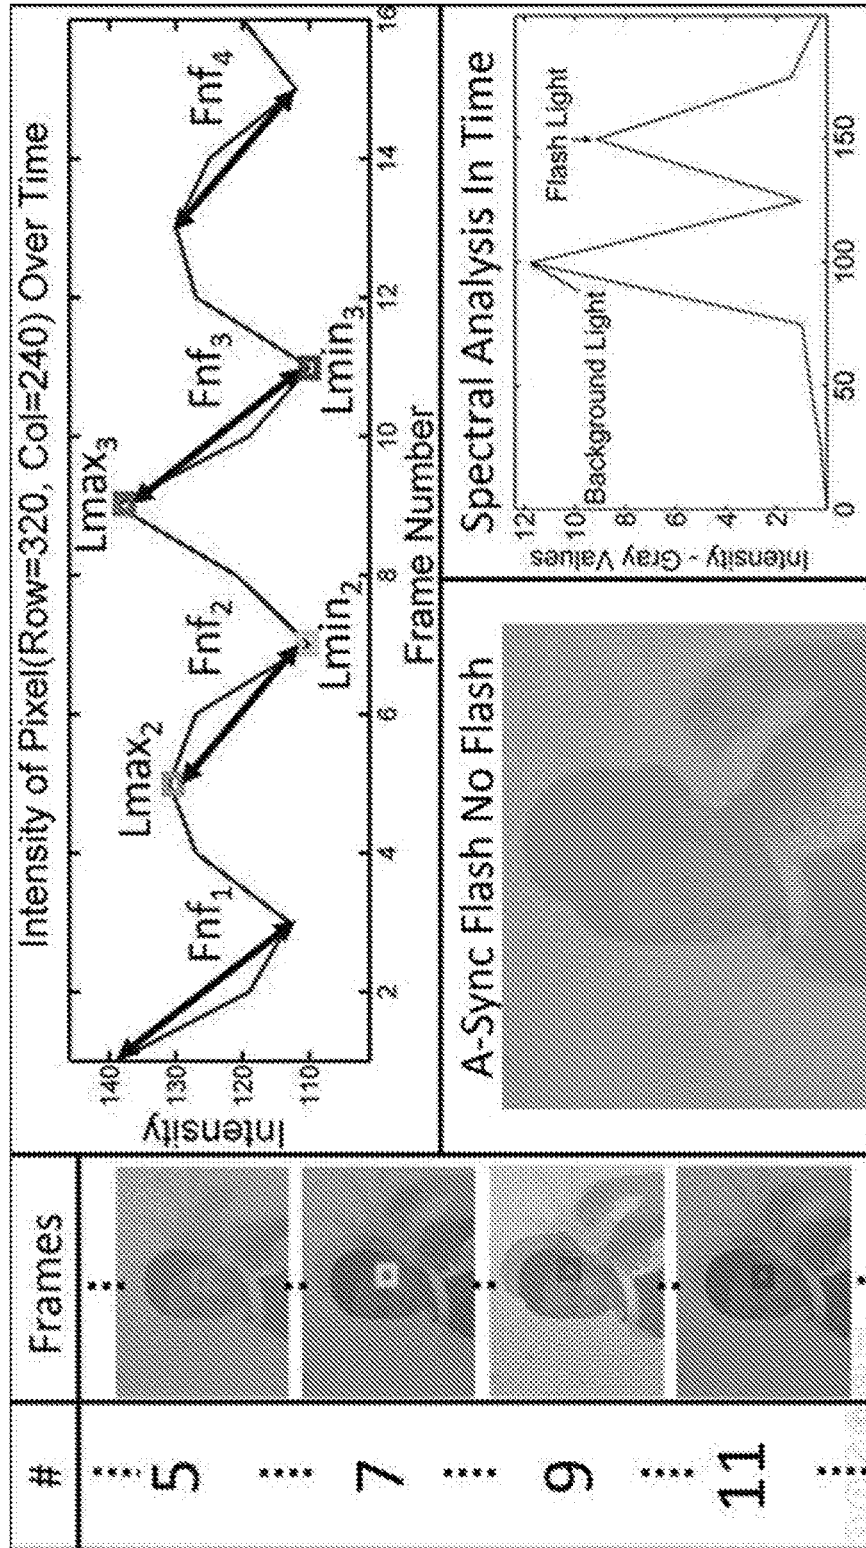 #
Frames
5
7
9
11
Intensity of Pixel(Row=320, Col=240) Over Time
Intensity
140
130
120
110
Fnf1
Lmax2
Fnf2
Lmin2
Lmax3
Fnf3
Lmin3
Fnf4
2
4
6
8
10
12
14
16
Frame Number
A-Sync Flash No Flash
Spectral Analysis In Time
Intensity - Gray Values
12
10
8
6
4
2
Background Light
Flash Light
0
50
100
150